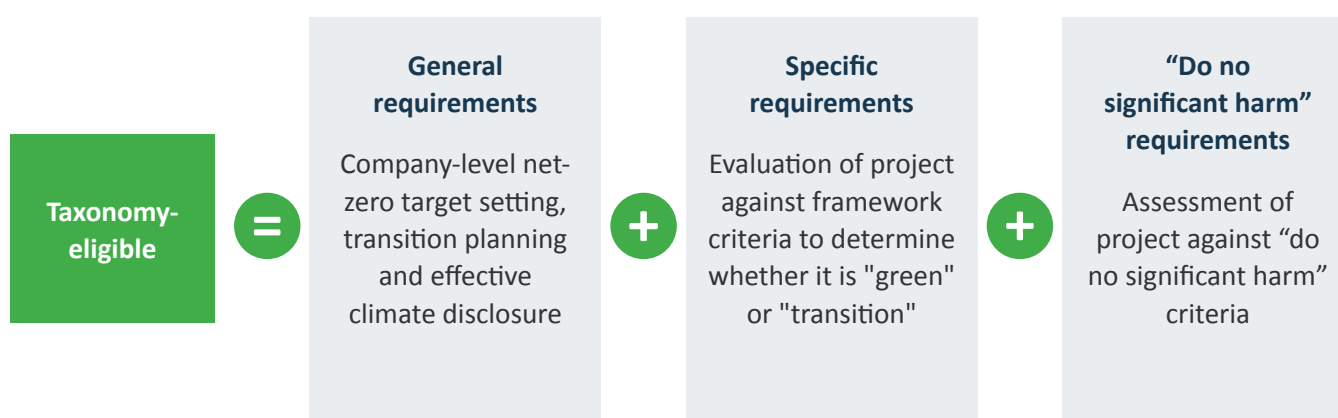 Taxonomy-
eligible
=
General
requirements
Company-level net-
zero target setting,
transition planning
and effective
climate disclosure
+
Specific
requirements
Evaluation of project
against framework
criteria to determine
whether it is "green"
or "transition"
+
“Do no
significant harm”
requirements
Assessment of
project against “do
no significant harm”
criteria